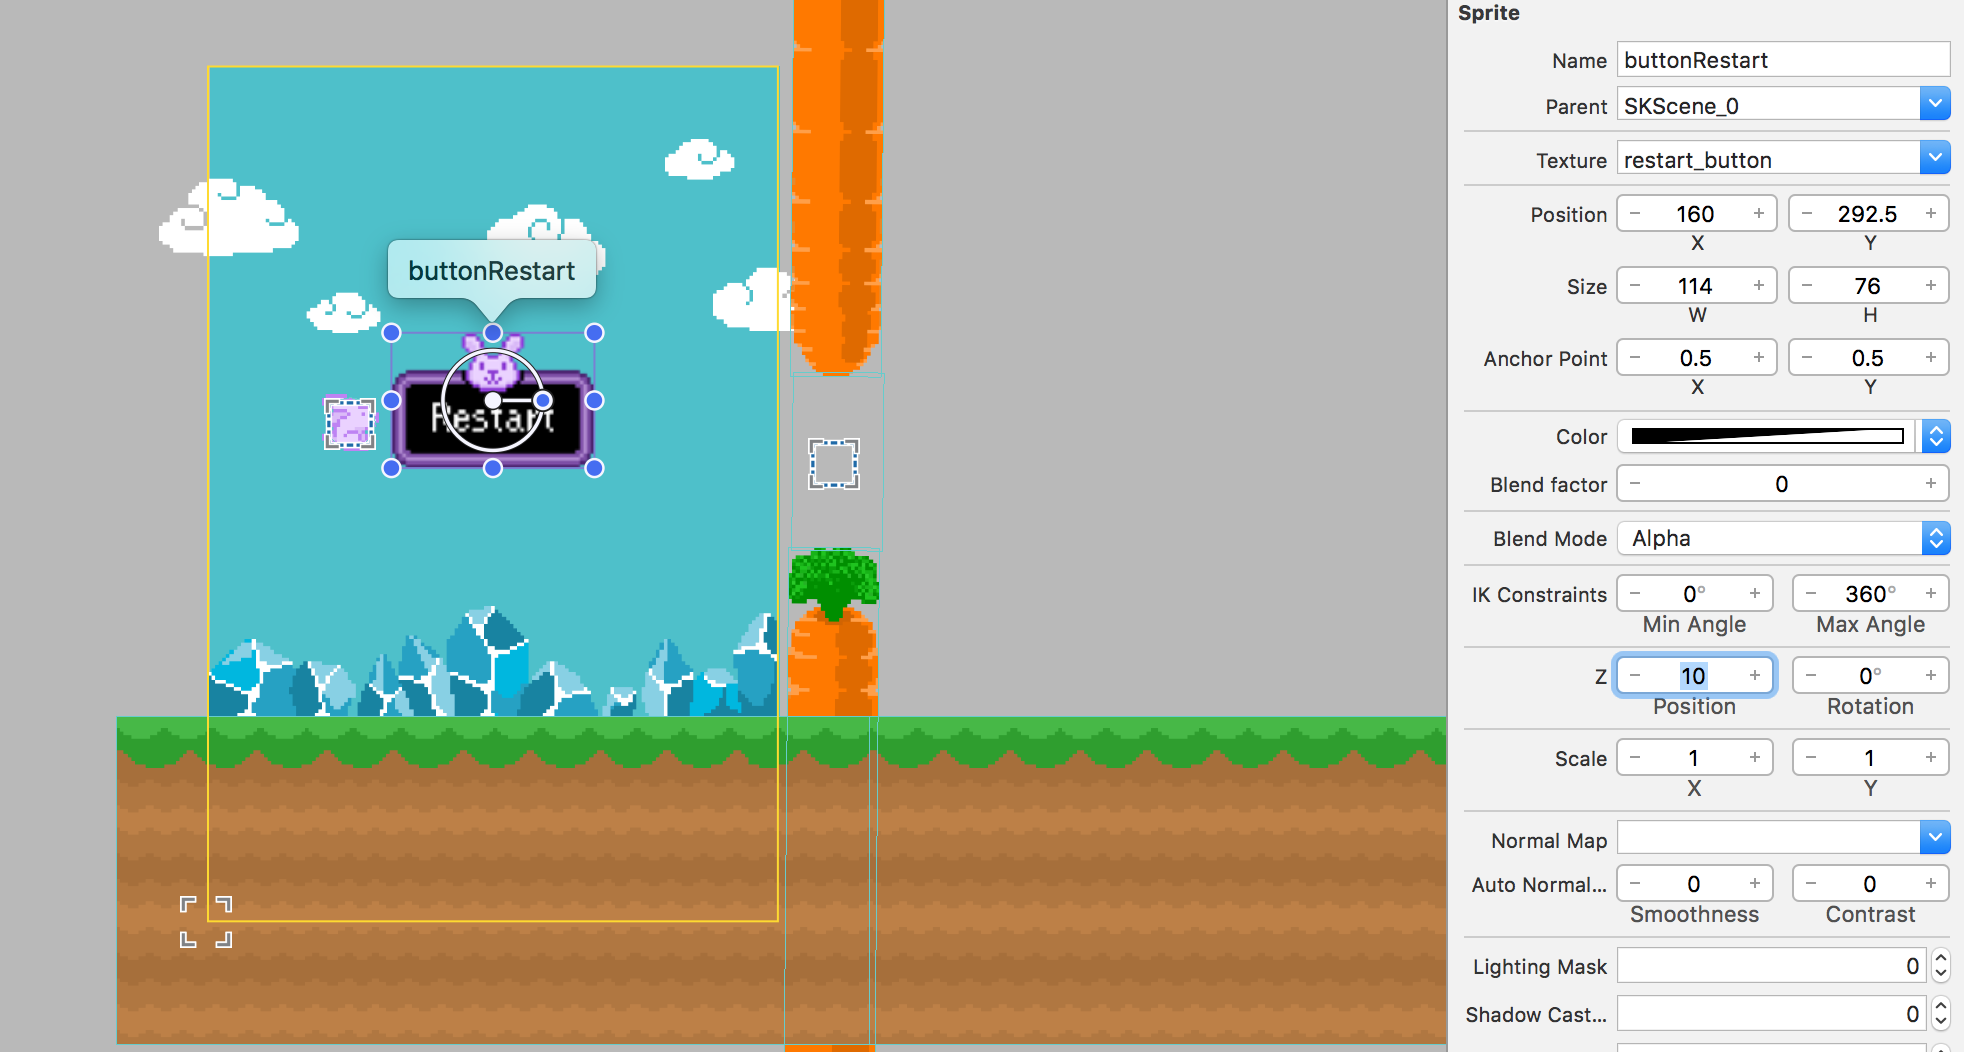 buttonRestart
Restart
Sprite
Name buttonRestart
Parent SKScene_0
Texture restart_button
Position − 160 + − 292.5 +
X Y
Size − 114 + − 76 +
W H
Anchor Point − 0.5 + − 0.5 +
X Y
Color
Blend factor − 0 +
Blend Mode Alpha
IK Constraints − 0° + − 360° +
Min Angle Max Angle
Z − 10 + − 0° +
Position Rotation
Scale − 1 + − 1 +
X Y
Normal Map
Auto Normal... − 0 + − 0 +
Smoothness Contrast
Lighting Mask 0
Shadow Cast... 0